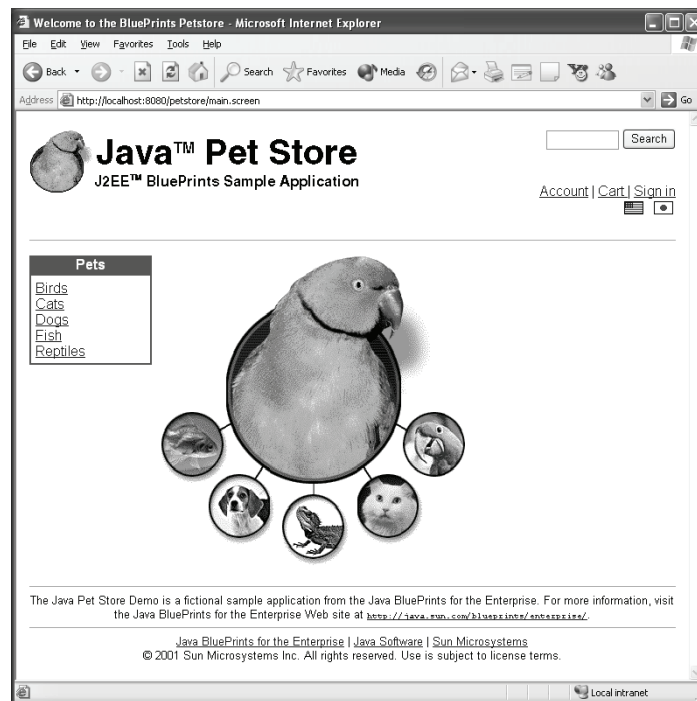 Welcome to the BluePrints Petstore - Microsoft Internet Explorer
File Edit View Favorites Tools Help
Back Search Favorites Media
Address http://localhost:8080/petstore/main.screen Go
Java™ Pet Store
J2EE™ BluePrints Sample Application
Search
Account | Cart | Sign in
Pets
Birds
Cats
Dogs
Fish
Reptiles
The Java Pet Store Demo is a fictional sample application from the Java BluePrints for the Enterprise. For more information, visit
the Java BluePrints for the Enterprise Web site at http://java.sun.com/blueprints/enterprise/.
Java BluePrints for the Enterprise | Java Software | Sun Microsystems
© 2001 Sun Microsystems Inc. All rights reserved. Use is subject to license terms.
Local intranet